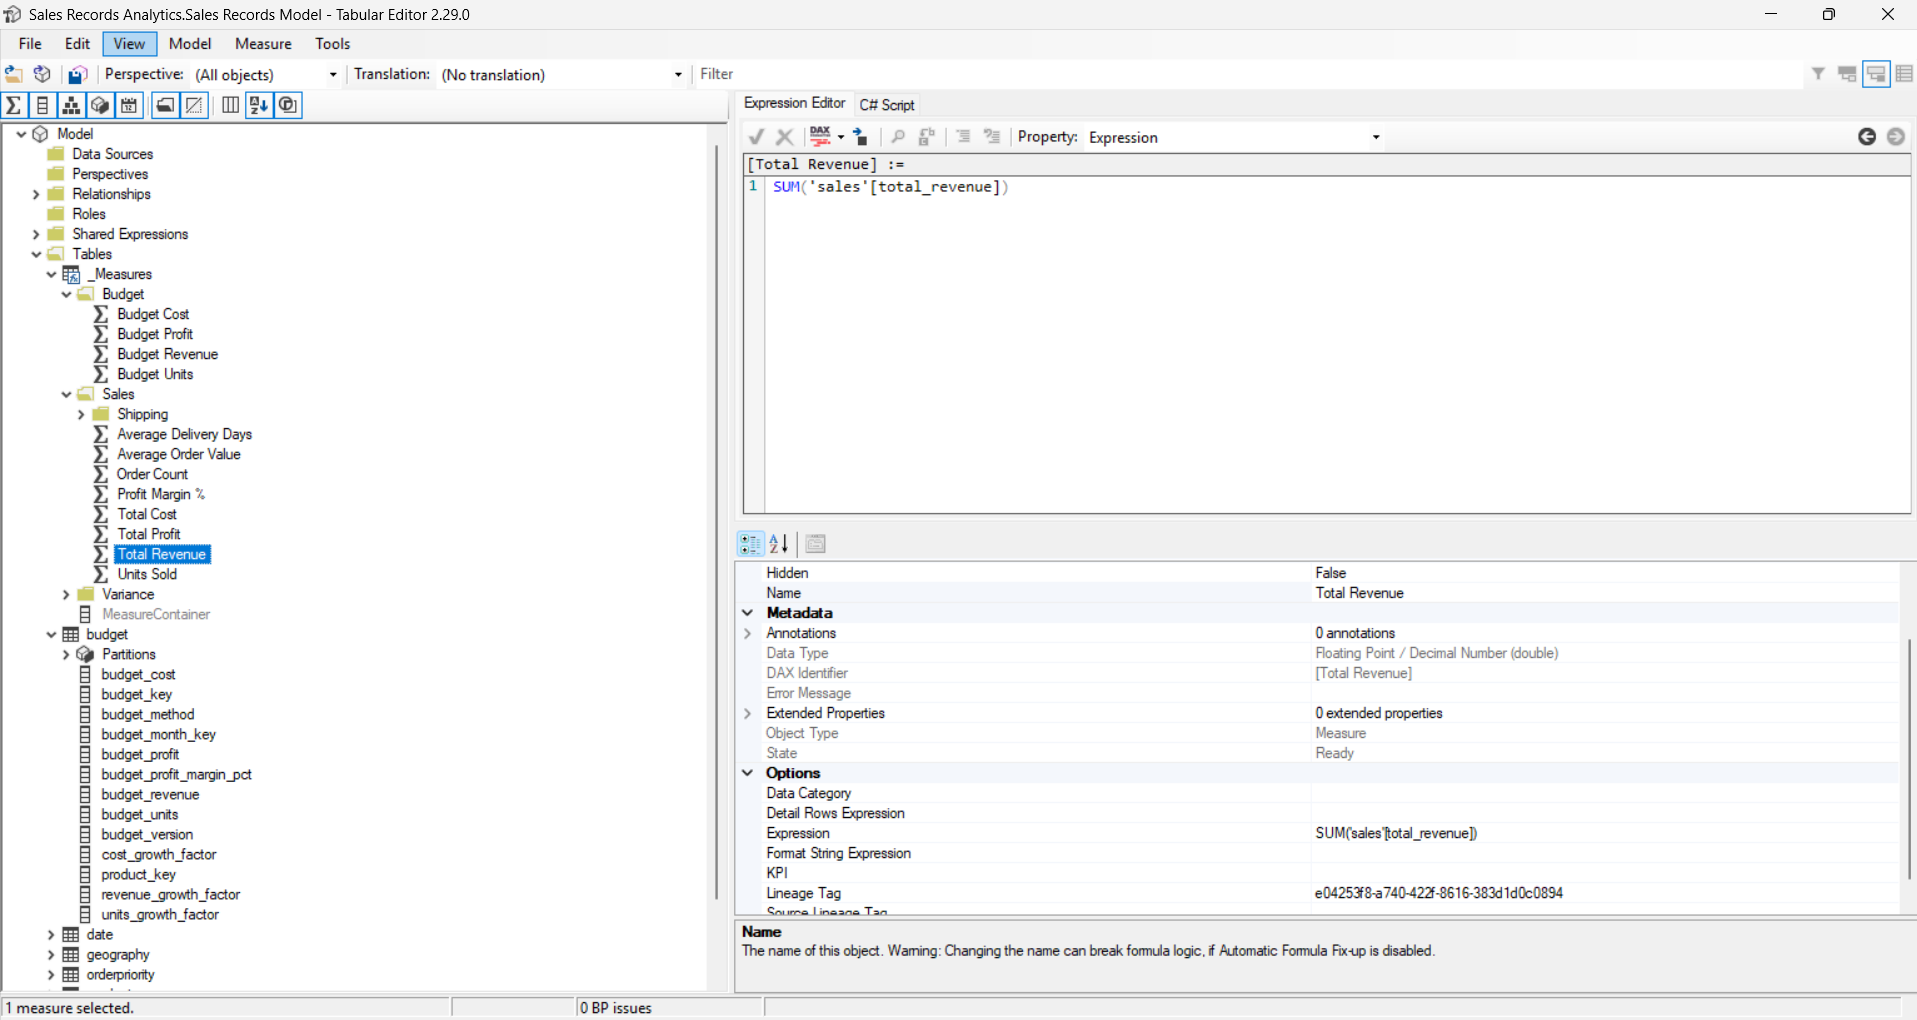 Sales Records Analytics.Sales Records Model - Tabular Editor 2.29.0
File Edit View Model Measure Tools
Perspective: (All objects) Translation: (No translation) Filter
Expression Editor C# Script
Property: Expression
[Total Revenue] :=
1 SUM('sales'[total_revenue])
Model
Data Sources
Perspectives
Relationships
Roles
Shared Expressions
Tables
_Measures
Budget
Budget Cost
Budget Profit
Budget Revenue
Budget Units
Sales
Shipping
Average Delivery Days
Average Order Value
Order Count
Profit Margin %
Total Cost
Total Profit
Total Revenue
Units Sold
Variance
MeasureContainer
budget
Partitions
budget_cost
budget_key
budget_method
budget_month_key
budget_profit
budget_profit_margin_pct
budget_revenue
budget_units
budget_version
cost_growth_factor
product_key
revenue_growth_factor
units_growth_factor
date
geography
orderpriority
Hidden False
Name Total Revenue
Metadata
Annotations 0 annotations
Data Type Floating Point / Decimal Number (double)
DAX Identifier [Total Revenue]
Error Message
Extended Properties 0 extended properties
Object Type Measure
State Ready
Options
Data Category
Detail Rows Expression
Expression SUM('sales'[total_revenue])
Format String Expression
KPI
Lineage Tag e04253f8-a740-422f-8616-383d1d0c0894
Source Lineage Tag
Name
The name of this object. Warning: Changing the name can break formula logic, if Automatic Formula Fix-up is disabled.
1 measure selected. 0 BP issues